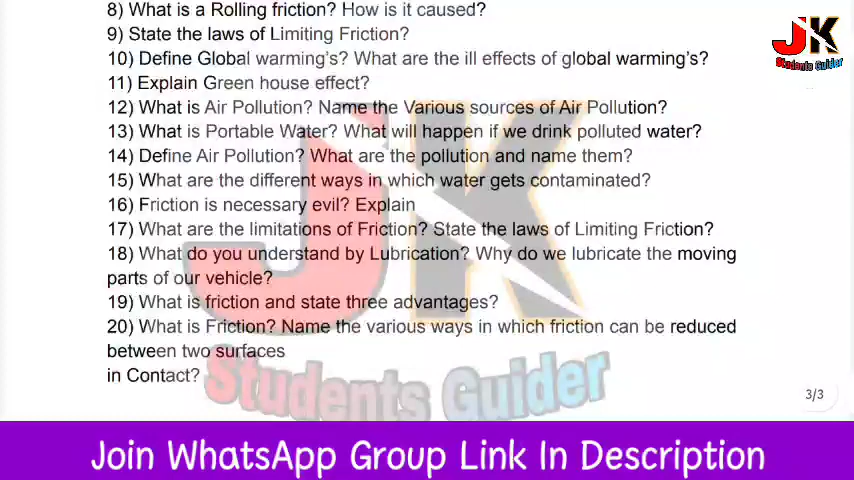 8) What is a Rolling friction? How is it caused?
9) State the laws of Limiting Friction?
10) Define Global warming's? What are the ill effects of global warming's?
11) Explain Green house effect?
12) What is Air Pollution? Name the Various sources of Air Pollution?
13) What is Portable Water? What will happen if we drink polluted water?
14) Define Air Pollution? What are the pollution and name them?
15) What are the different ways in which water gets contaminated?
16) Friction is necessary evil? Explain
17) What are the limitations of Friction? State the laws of Limiting Friction?
18) What do you understand by Lubrication? Why do we lubricate the moving
parts of our vehicle?
19) What is friction and state three advantages?
20) What is Friction? Name the various ways in which friction can be reduced
between two surfaces
in Contact?
JK
Students Guider
JK
Students Guider
3/3
Join WhatsApp Group Link In Description